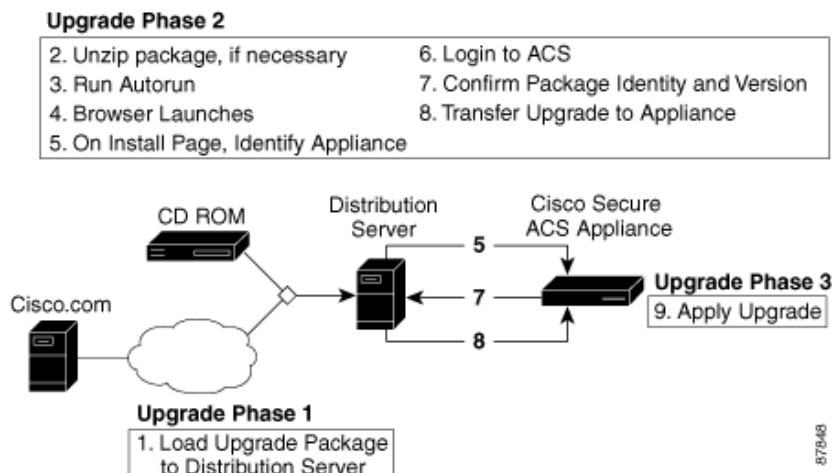 Upgrade Phase 2
2. Unzip package, if necessary
3. Run Autorun
4. Browser Launches
5. On Install Page, Identify Appliance
6. Login to ACS
7. Confirm Package Identity and Version
8. Transfer Upgrade to Appliance
CD ROM
Distribution
Server
Cisco Secure
ACS Appliance
5
7
8
Upgrade Phase 3
9. Apply Upgrade
Cisco.com
Upgrade Phase 1
1. Load Upgrade Package
to Distribution Server
87848